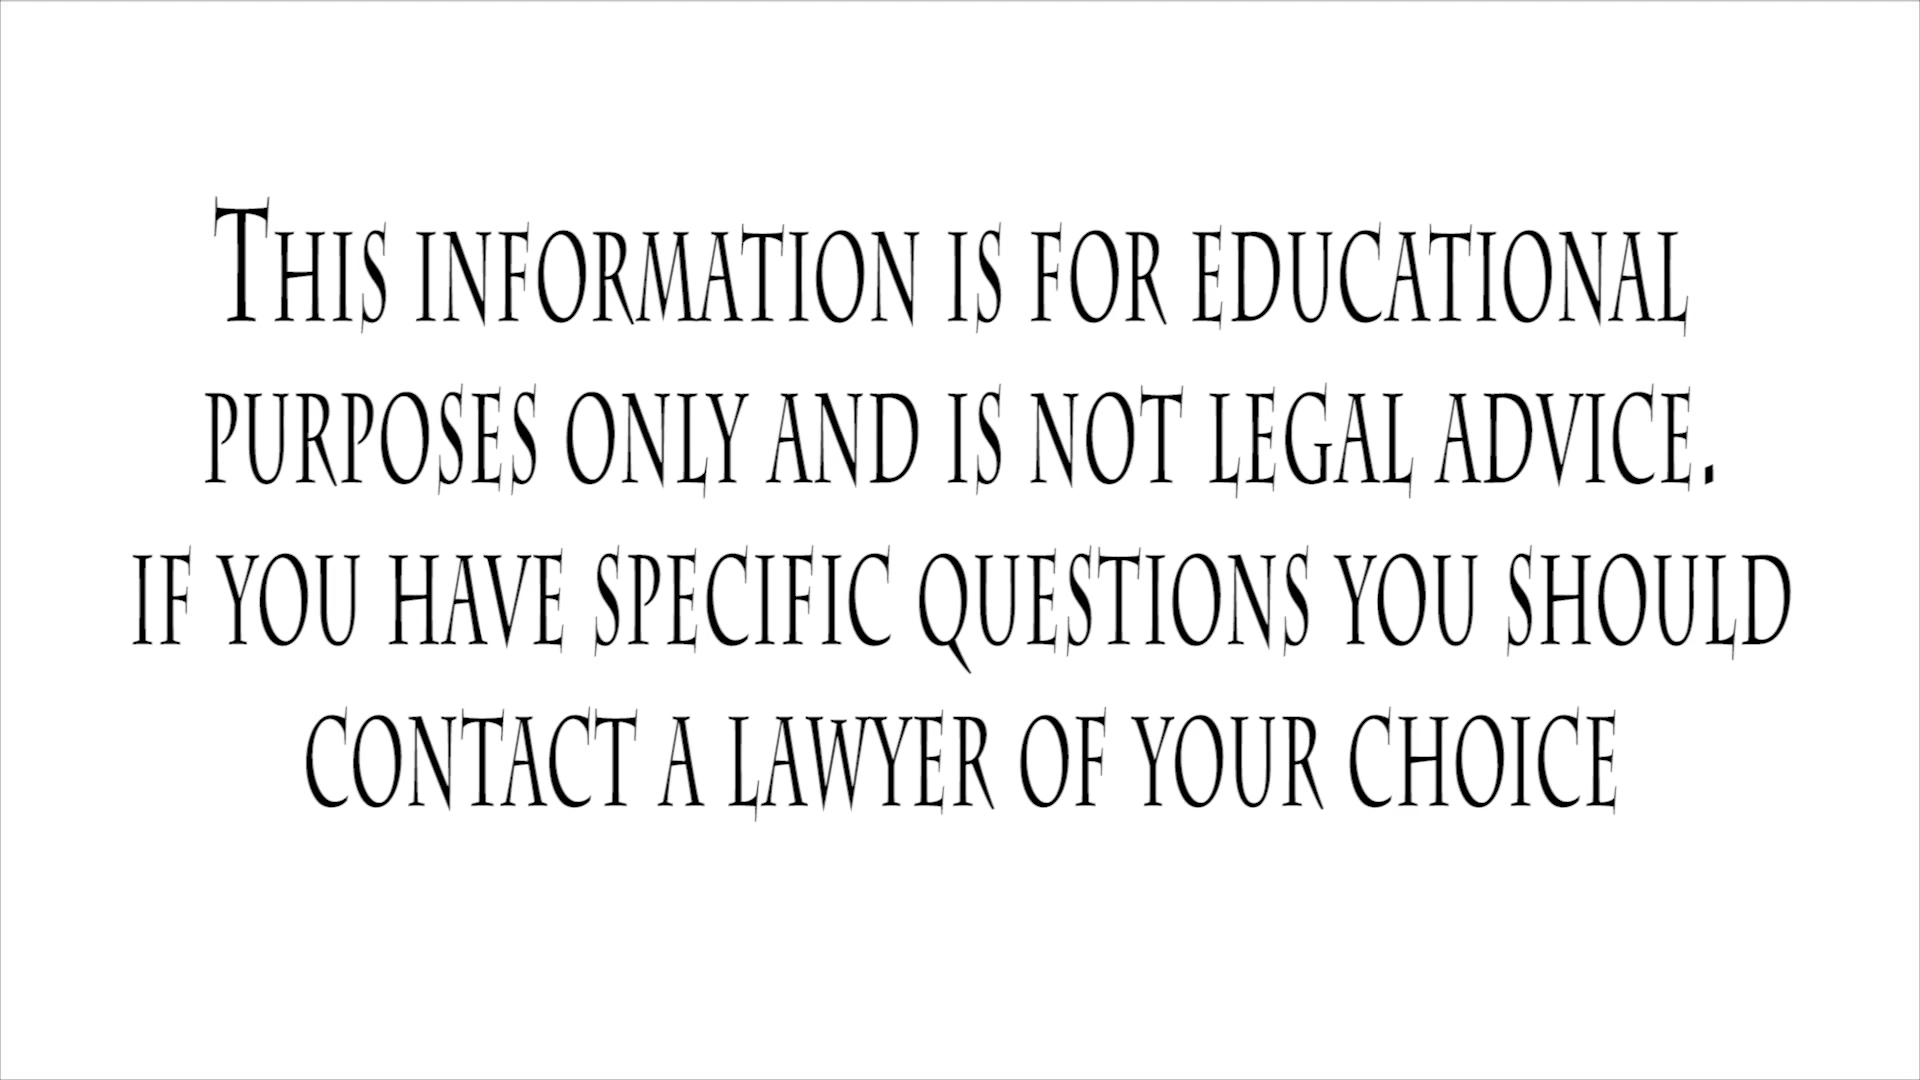 This information is for educational
purposes only and is not legal advice.
if you have specific questions you should
contact a lawyer of your choice